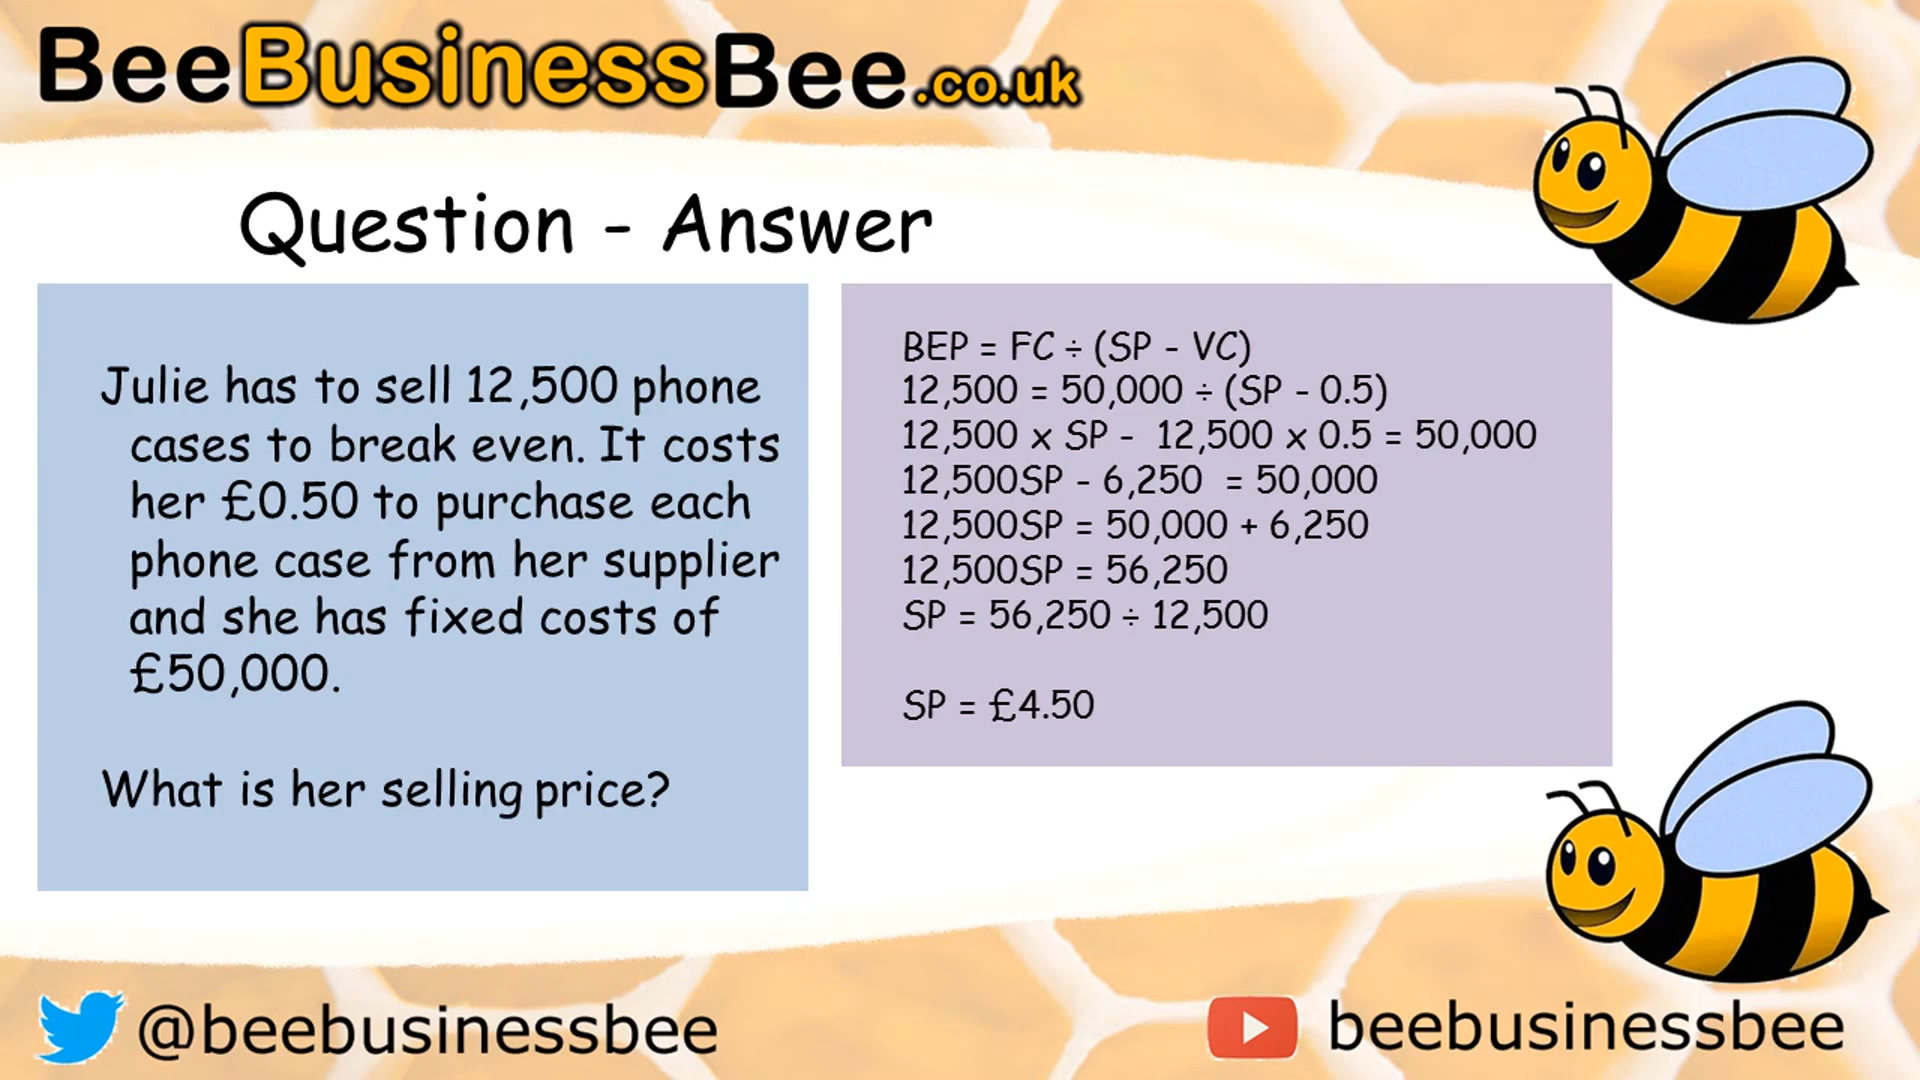 BeeBusinessBee.co.uk
Question - Answer
Julie has to sell 12,500 phone
cases to break even. It costs
her £0.50 to purchase each
phone case from her supplier
and she has fixed costs of
£50,000.
What is her selling price?
BEP = FC ÷ (SP - VC)
12,500 = 50,000 ÷ (SP - 0.5)
12,500 x SP - 12,500 x 0.5 = 50,000
12,500SP - 6,250 = 50,000
12,500SP = 50,000 + 6,250
12,500SP = 56,250
SP = 56,250 ÷ 12,500
SP = £4.50
@beebusinessbee
beebusinessbee